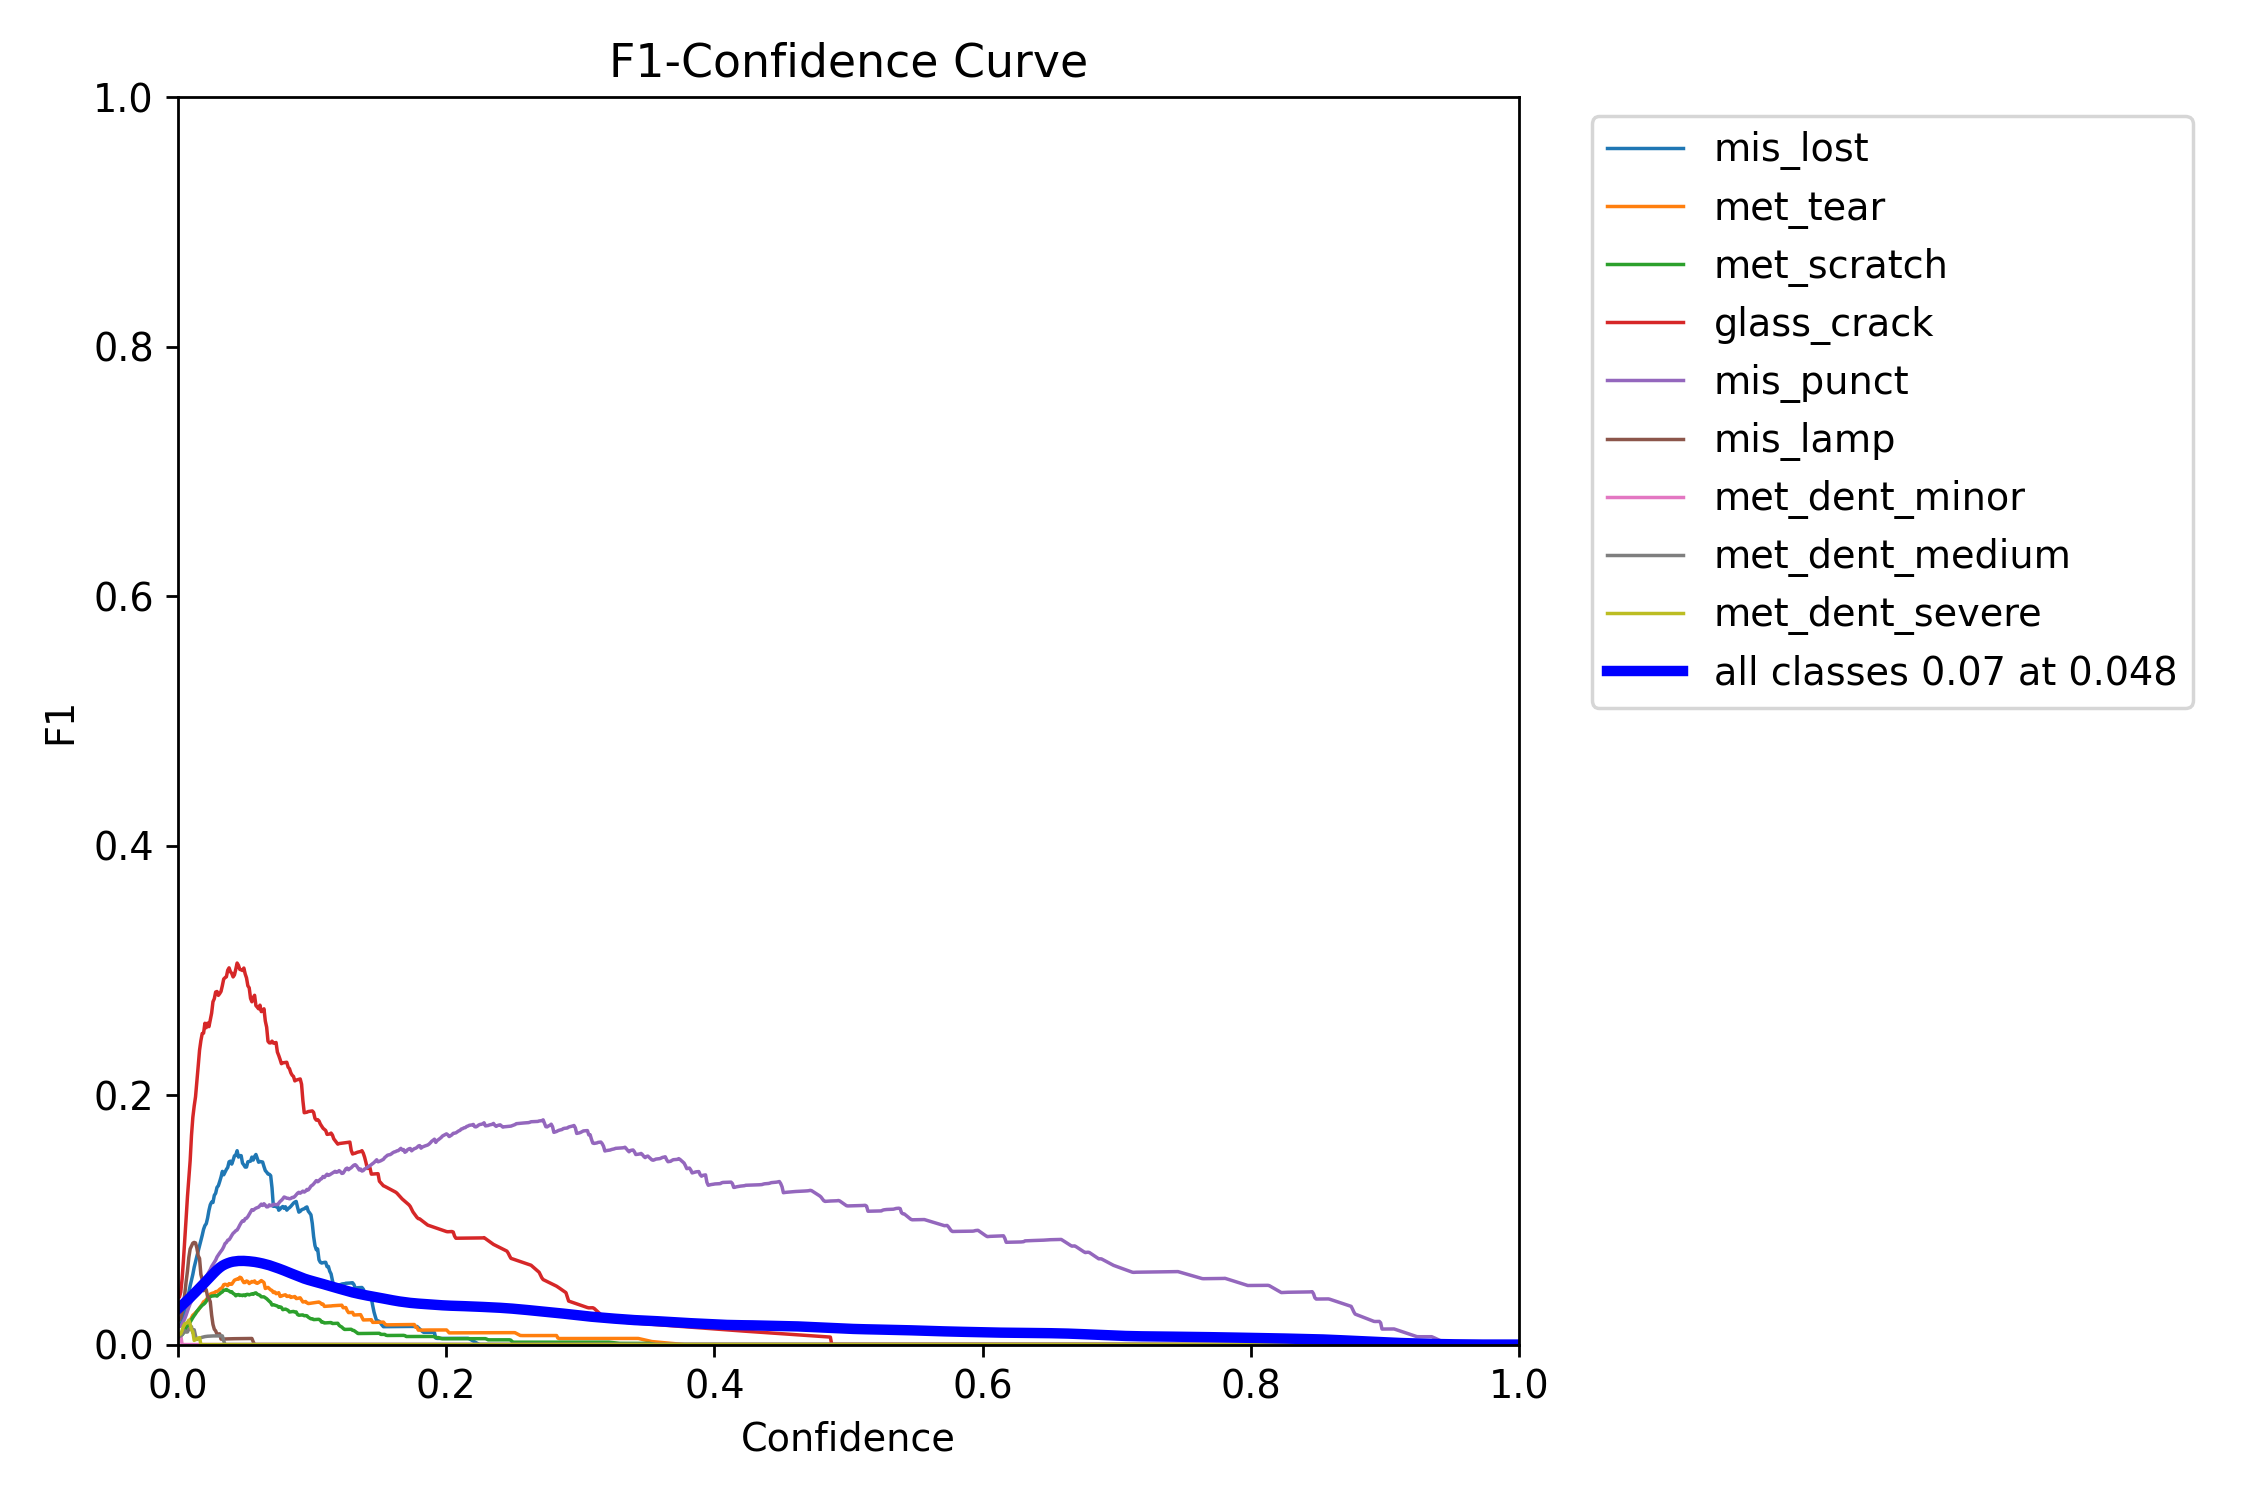 F1-Confidence Curve
1.0
0.8
0.6
0.4
0.2
0.0
F1
0.0 0.2 0.4 0.6 0.8 1.0
Confidence
mis_lost
met_tear
met_scratch
glass_crack
mis_punct
mis_lamp
met_dent_minor
met_dent_medium
met_dent_severe
all classes 0.07 at 0.048